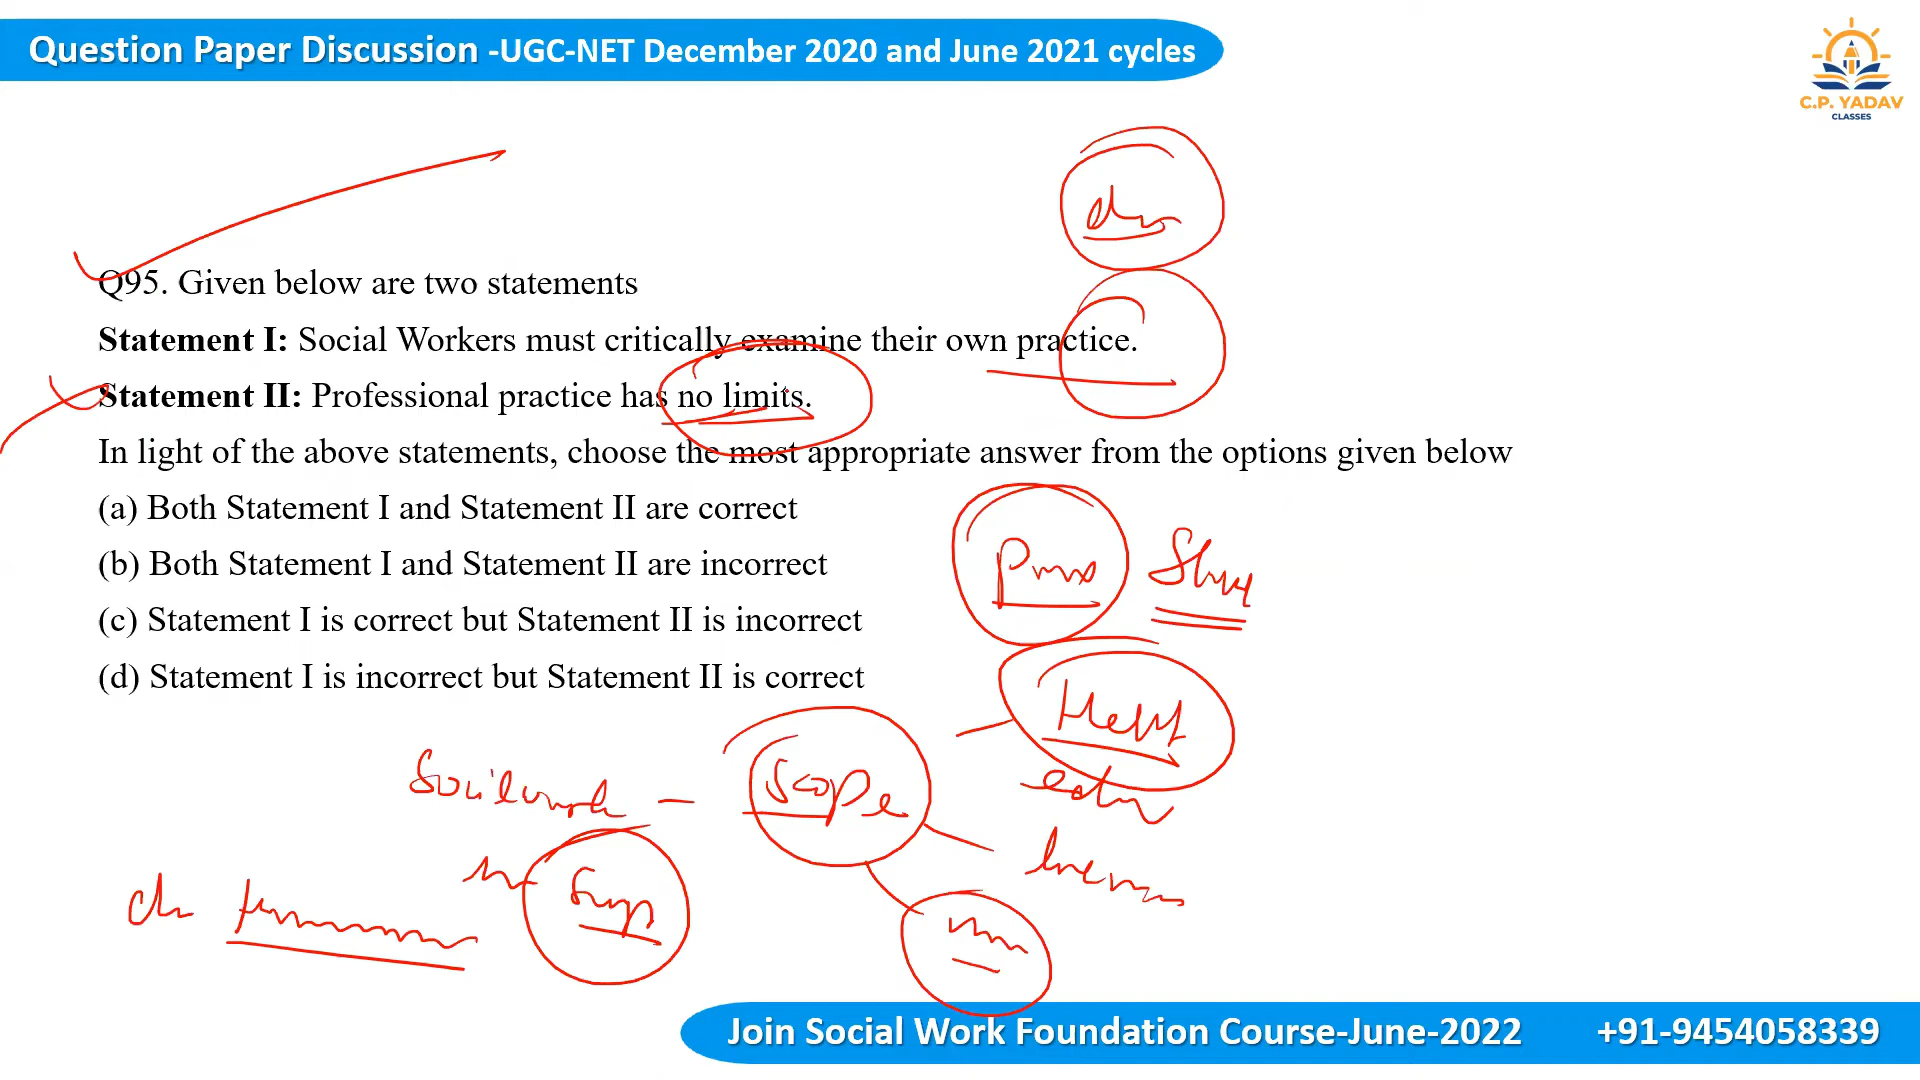 Question Paper Discussion -UGC-NET December 2020 and June 2021 cycles
C.P. YADAV
CLASSES
Q95. Given below are two statements
Statement I: Social Workers must critically examine their own practice.
Statement II: Professional practice has no limits.
In light of the above statements, choose the most appropriate answer from the options given below
(a) Both Statement I and Statement II are correct
(b) Both Statement I and Statement II are incorrect
(c) Statement I is correct but Statement II is incorrect
(d) Statement I is incorrect but Statement II is correct
scope
Join Social Work Foundation Course-June-2022 +91-9454058339